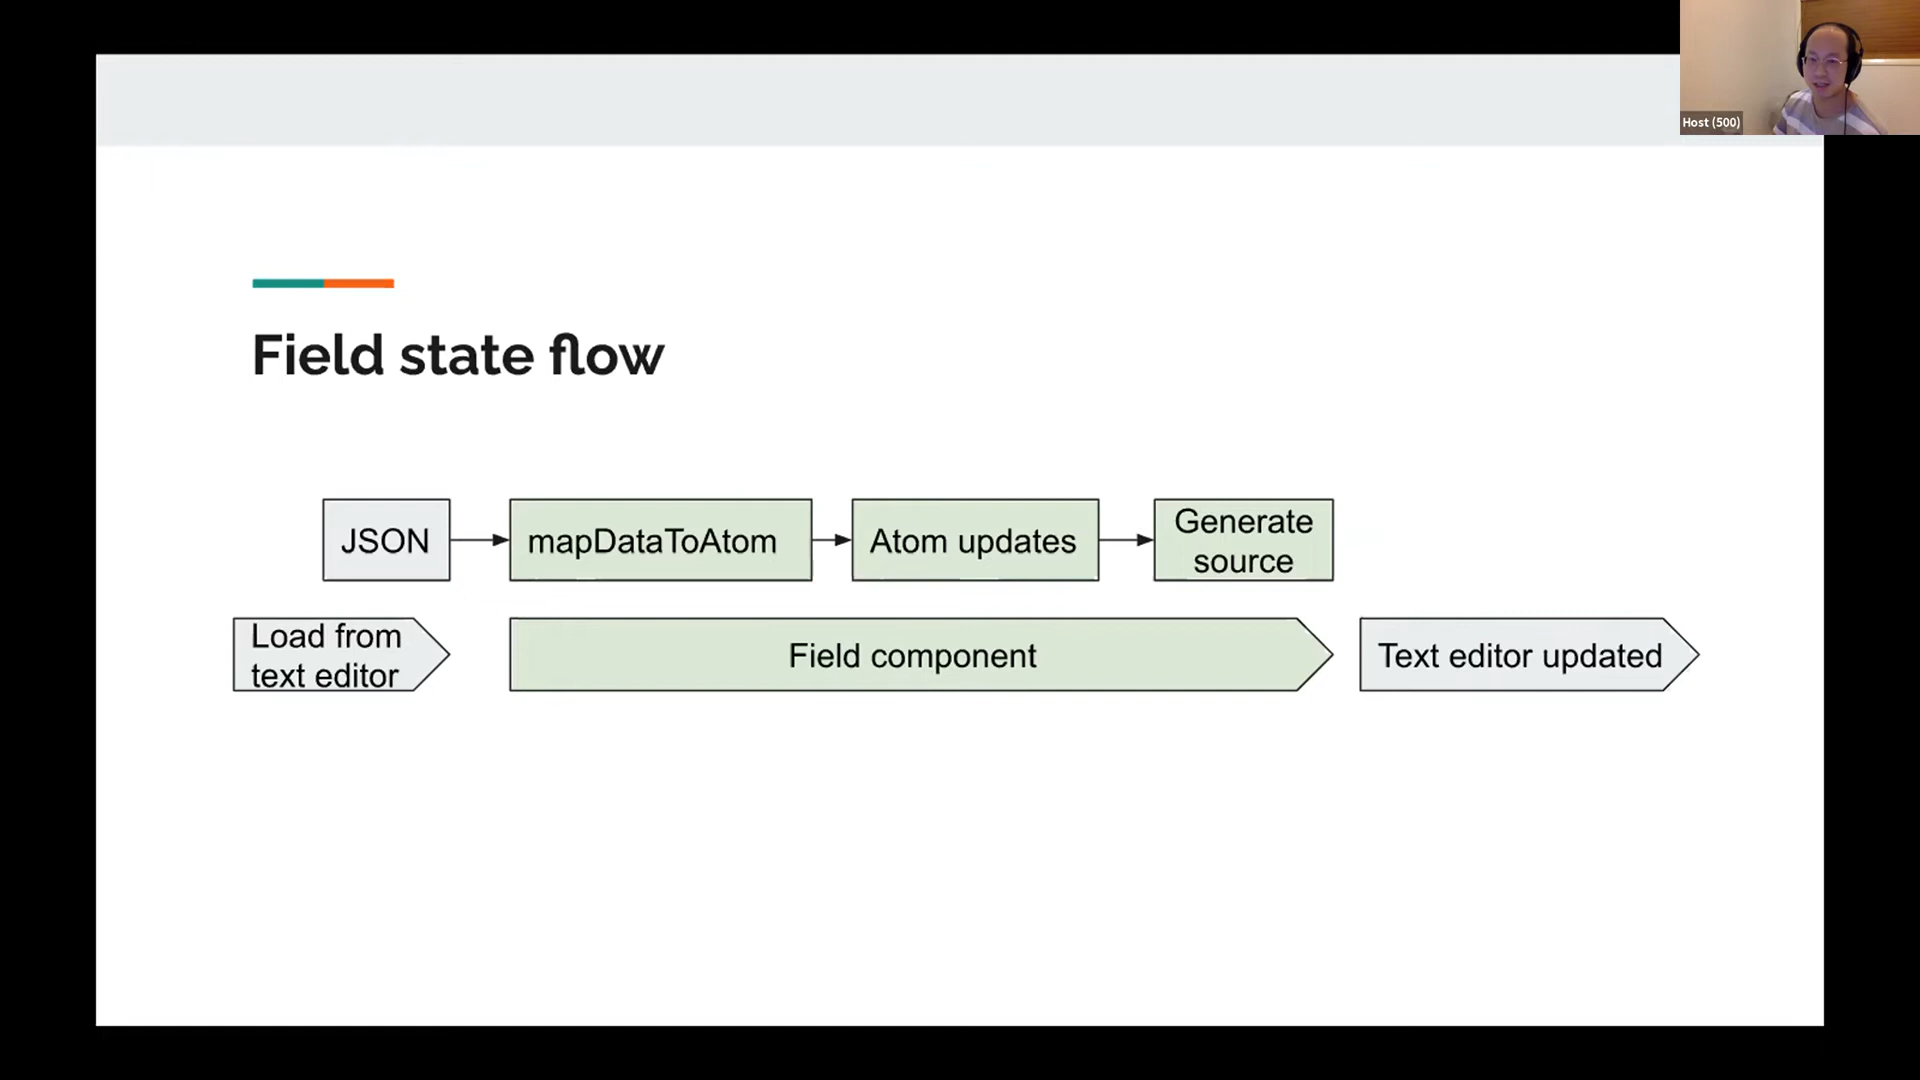 Host (500)
Field state flow
JSON
mapDataToAtom
Atom updates
Generate
source
Load from
text editor
Field component
Text editor updated